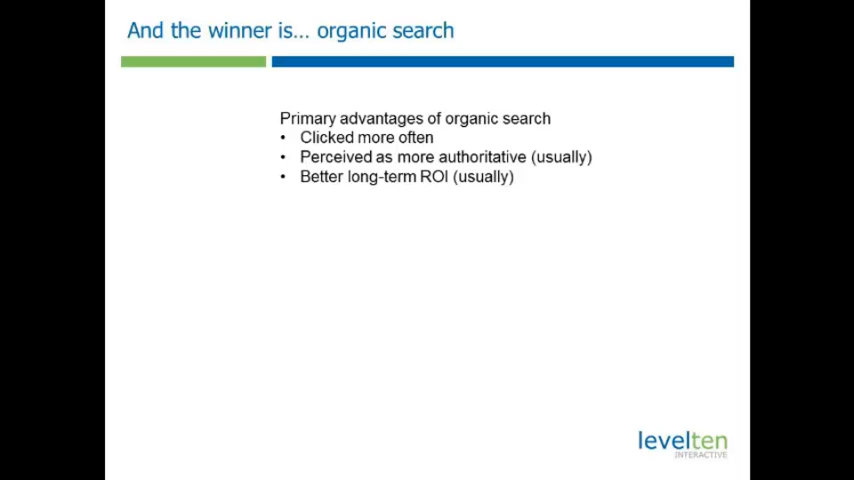 And the winner is... organic search
Primary advantages of organic search
• Clicked more often
• Perceived as more authoritative (usually)
• Better long-term ROI (usually)
levelten
INTERACTIVE